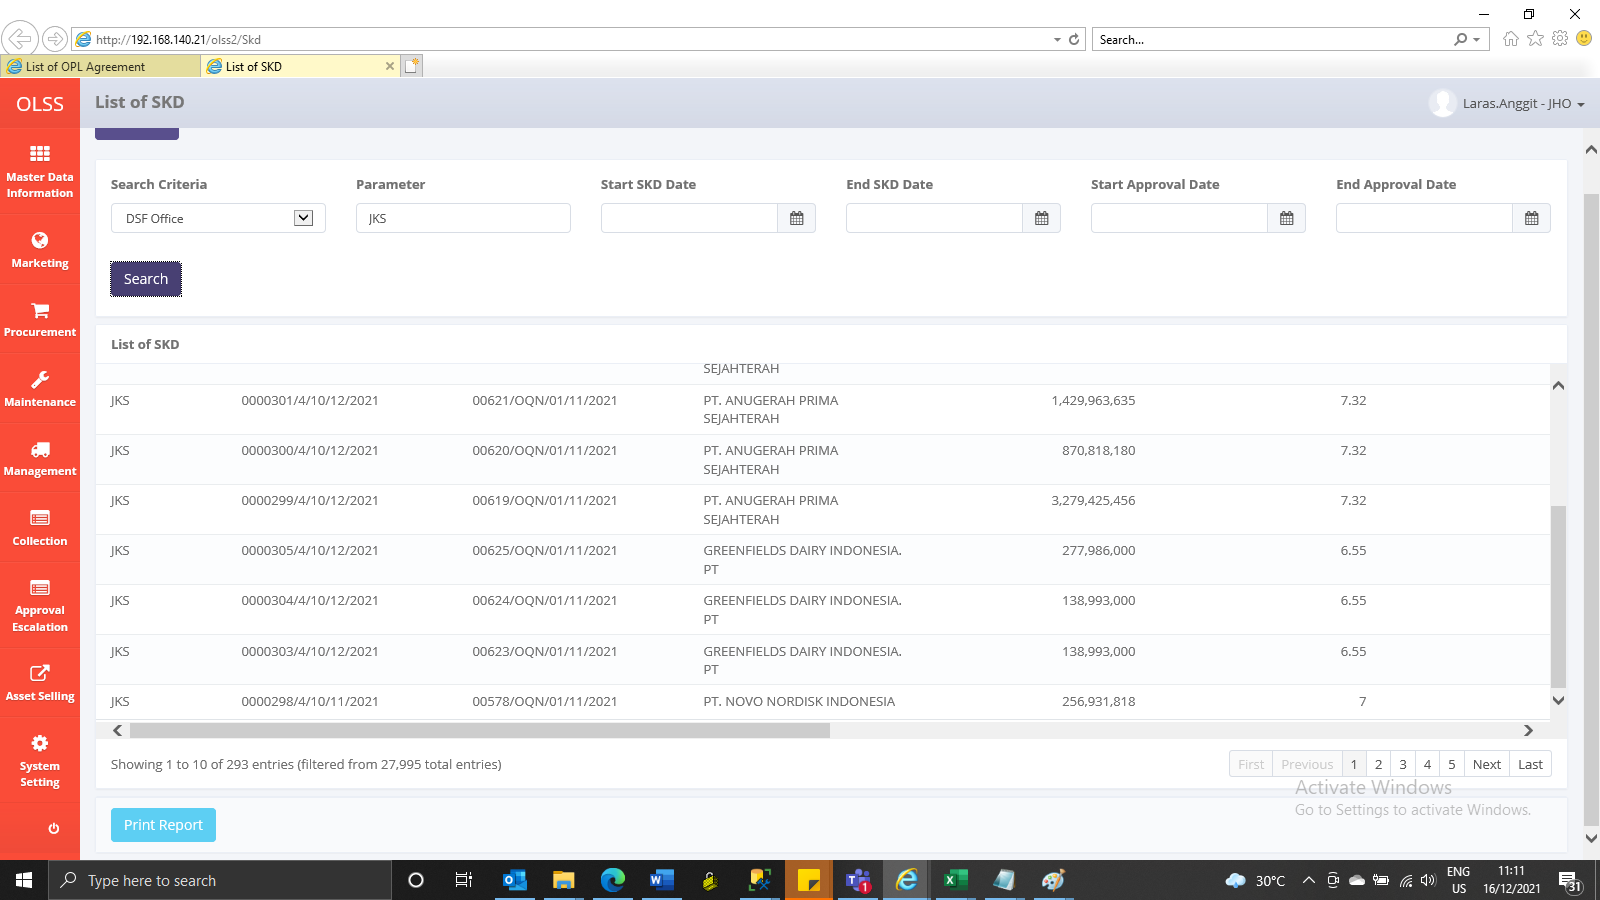 http://192.168.140.21/olss2/Skd
Search...
List of OPL Agreement
List of SKD
OLSS
List of SKD
Laras.Anggit - JHO
Master Data
Information
Marketing
Procurement
Maintenance
Management
Collection
Approval
Escalation
Asset Selling
System
Setting
Search Criteria
Parameter
Start SKD Date
End SKD Date
Start Approval Date
End Approval Date
DSF Office
JKS
Search
List of SKD
SEJAHTERAH
JKS 0000301/4/10/12/2021 00621/OQN/01/11/2021 PT. ANUGERAH PRIMA 1,429,963,635 7.32
SEJAHTERAH
JKS 0000300/4/10/12/2021 00620/OQN/01/11/2021 PT. ANUGERAH PRIMA 870,818,180 7.32
SEJAHTERAH
JKS 0000299/4/10/12/2021 00619/OQN/01/11/2021 PT. ANUGERAH PRIMA 3,279,425,456 7.32
SEJAHTERAH
JKS 0000305/4/10/12/2021 00625/OQN/01/11/2021 GREENFIELDS DAIRY INDONESIA. 277,986,000 6.55
PT
JKS 0000304/4/10/12/2021 00624/OQN/01/11/2021 GREENFIELDS DAIRY INDONESIA. 138,993,000 6.55
PT
JKS 0000303/4/10/12/2021 00623/OQN/01/11/2021 GREENFIELDS DAIRY INDONESIA. 138,993,000 6.55
PT
JKS 0000298/4/10/11/2021 00578/OQN/01/11/2021 PT. NOVO NORDISK INDONESIA 256,931,818 7
Showing 1 to 10 of 293 entries (filtered from 27,995 total entries)
First Previous 1 2 3 4 5 Next Last
Activate Windows
Go to Settings to activate Windows.
Print Report
Type here to search
1
30°C
ENG
US
11:11
16/12/2021
31